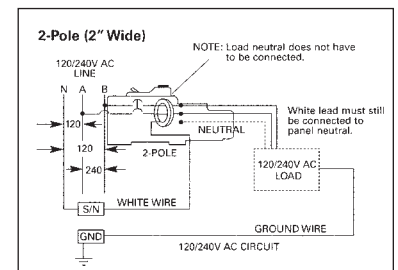 2-Pole (2" Wide)
NOTE: Load neutral does not have
to be connected.
120/240V AC
LINE
N A B
120
120
240
NEUTRAL
2-POLE
White lead must still
be connected to
panel neutral.
120/240V AC
LOAD
S/N
WHITE WIRE
GND
GROUND WIRE
120/240V AC CIRCUIT